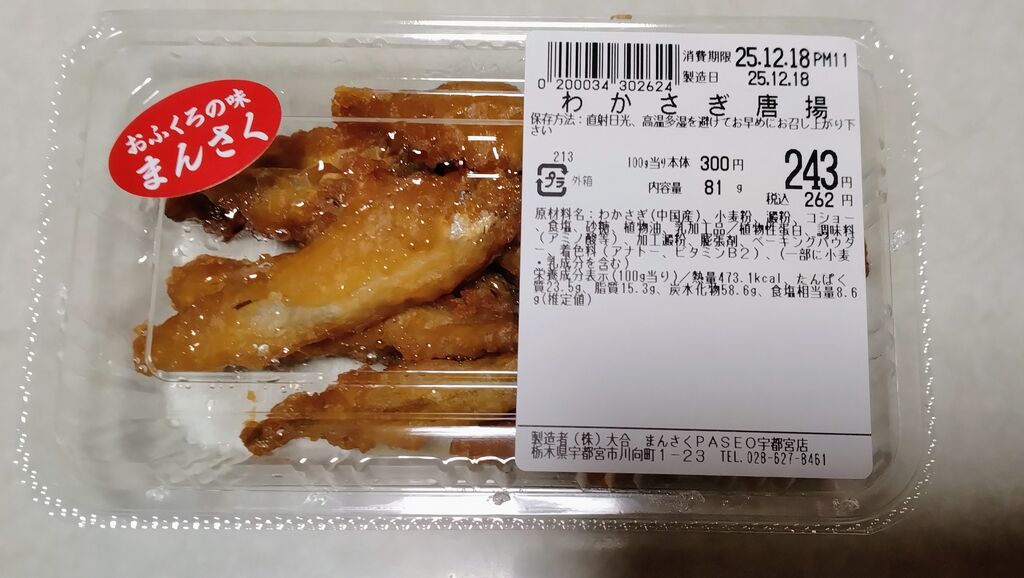 おふくろの味
まんさく
0 200034 302624
消費期限 25.12.18 PM11
製造日 25.12.18
わかさぎ唐揚
保存方法：直射日光、高温多湿を避けてお早めにお召し上がり下
さい
213
プラ 外箱
100g当り本体 300円
243円
内容量 81 g
税込 262円
原材料名：わかさぎ(中国産)、小麦粉、澱粉、コショー
、食塩、砂糖、植物油、乳加工品／植物性蛋白、調味料
(アミノ酸等)、加工澱粉、膨張剤、ベーキングパウダ
ー、着色料(アナトー、ビタミンB2)、(一部に小麦
・乳成分を含む)
栄養成分表示(100g当り)／熱量473.1kcal、たんぱく
質23.5g、脂質15.3g、炭水化物58.6g、食塩相当量8.6
g(推定値)
製造者（株）大合 まんさくPASEO宇都宮店
栃木県宇都宮市川向町1－23 TEL.028-627-8461